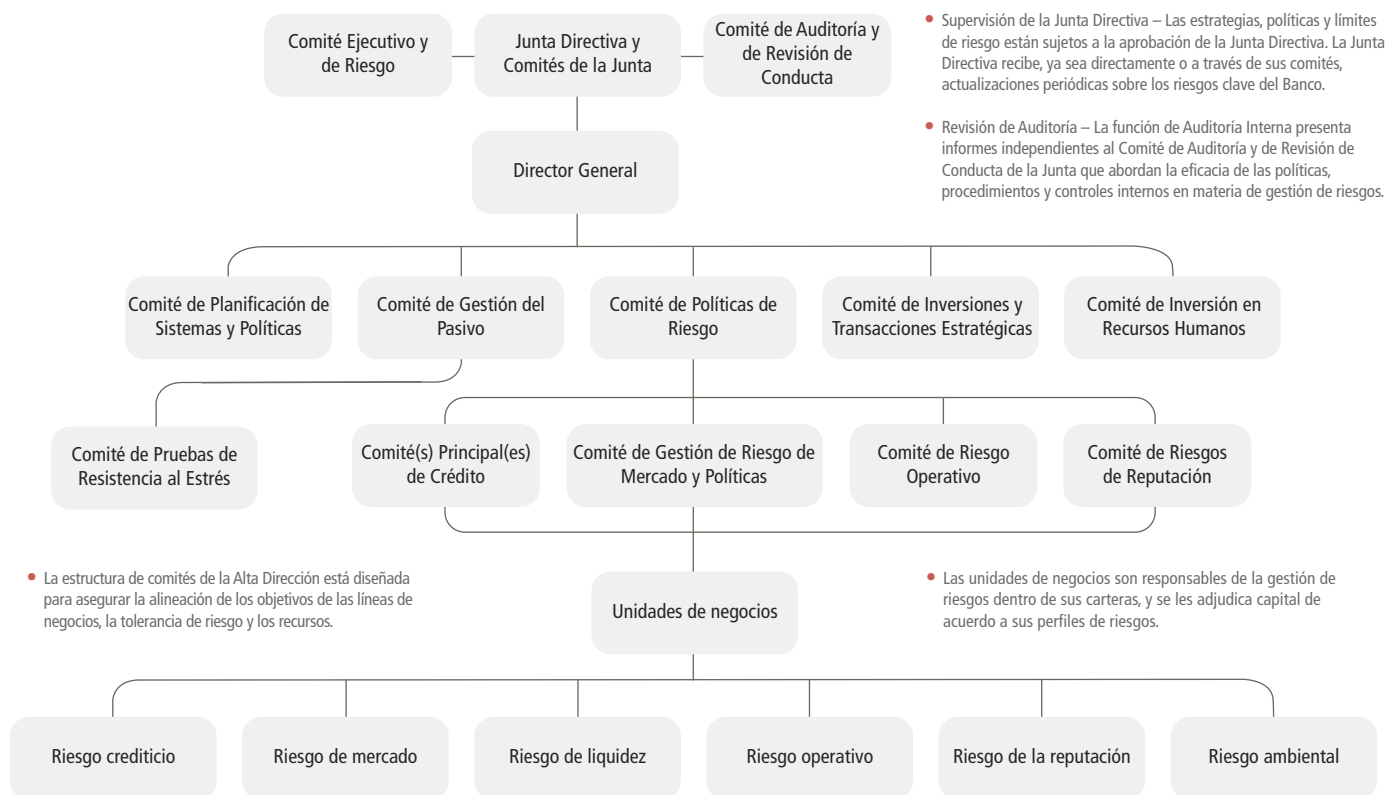 Comité Ejecutivo y
de Riesgo
Junta Directiva y
Comités de la Junta
Comité de Auditoría y
de Revisión de
Conducta
• Supervisión de la Junta Directiva – Las estrategias, políticas y límites
de riesgo están sujetos a la aprobación de la Junta Directiva. La Junta
Directiva recibe, ya sea directamente o a través de sus comités,
actualizaciones periódicas sobre los riesgos clave del Banco.
• Revisión de Auditoría – La función de Auditoría Interna presenta
informes independientes al Comité de Auditoría y de Revisión de
Conducta de la Junta que abordan la eficacia de las políticas,
procedimientos y controles internos en materia de gestión de riesgos.
Director General
Comité de Planificación de
Sistemas y Políticas
Comité de Gestión del
Pasivo
Comité de Políticas de
Riesgo
Comité de Inversiones y
Transacciones Estratégicas
Comité de Inversión en
Recursos Humanos
Comité de Pruebas de
Resistencia al Estrés
Comité(s) Principal(es)
de Crédito
Comité de Gestión de Riesgo de
Mercado y Políticas
Comité de Riesgo
Operativo
Comité de Riesgos
de Reputación
• La estructura de comités de la Alta Dirección está diseñada
para asegurar la alineación de los objetivos de las líneas de
negocios, la tolerancia de riesgo y los recursos.
Unidades de negocios
• Las unidades de negocios son responsables de la gestión de
riesgos dentro de sus carteras, y se les adjudica capital de
acuerdo a sus perfiles de riesgos.
Riesgo crediticio
Riesgo de mercado
Riesgo de liquidez
Riesgo operativo
Riesgo de la reputación
Riesgo ambiental